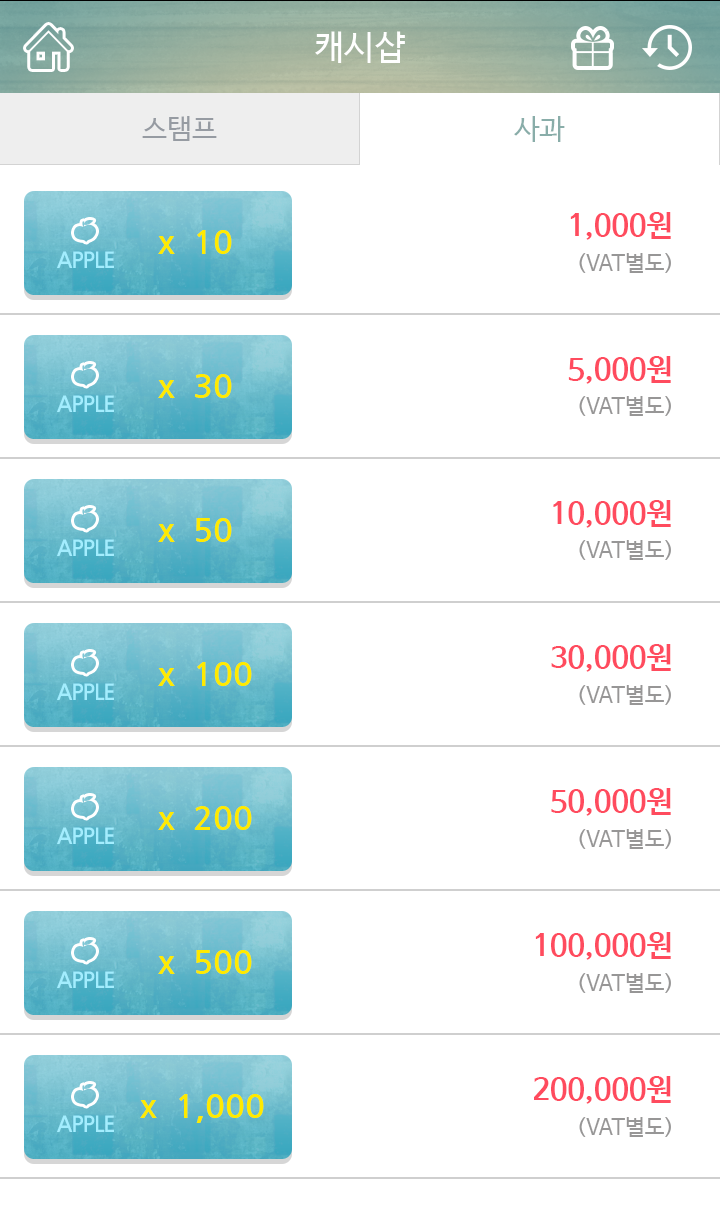 캐시샵
스탬프
사과
APPLE x 10
1,000원
(VAT별도)
APPLE x 30
5,000원
(VAT별도)
APPLE x 50
10,000원
(VAT별도)
APPLE x 100
30,000원
(VAT별도)
APPLE x 200
50,000원
(VAT별도)
APPLE x 500
100,000원
(VAT별도)
APPLE x 1,000
200,000원
(VAT별도)